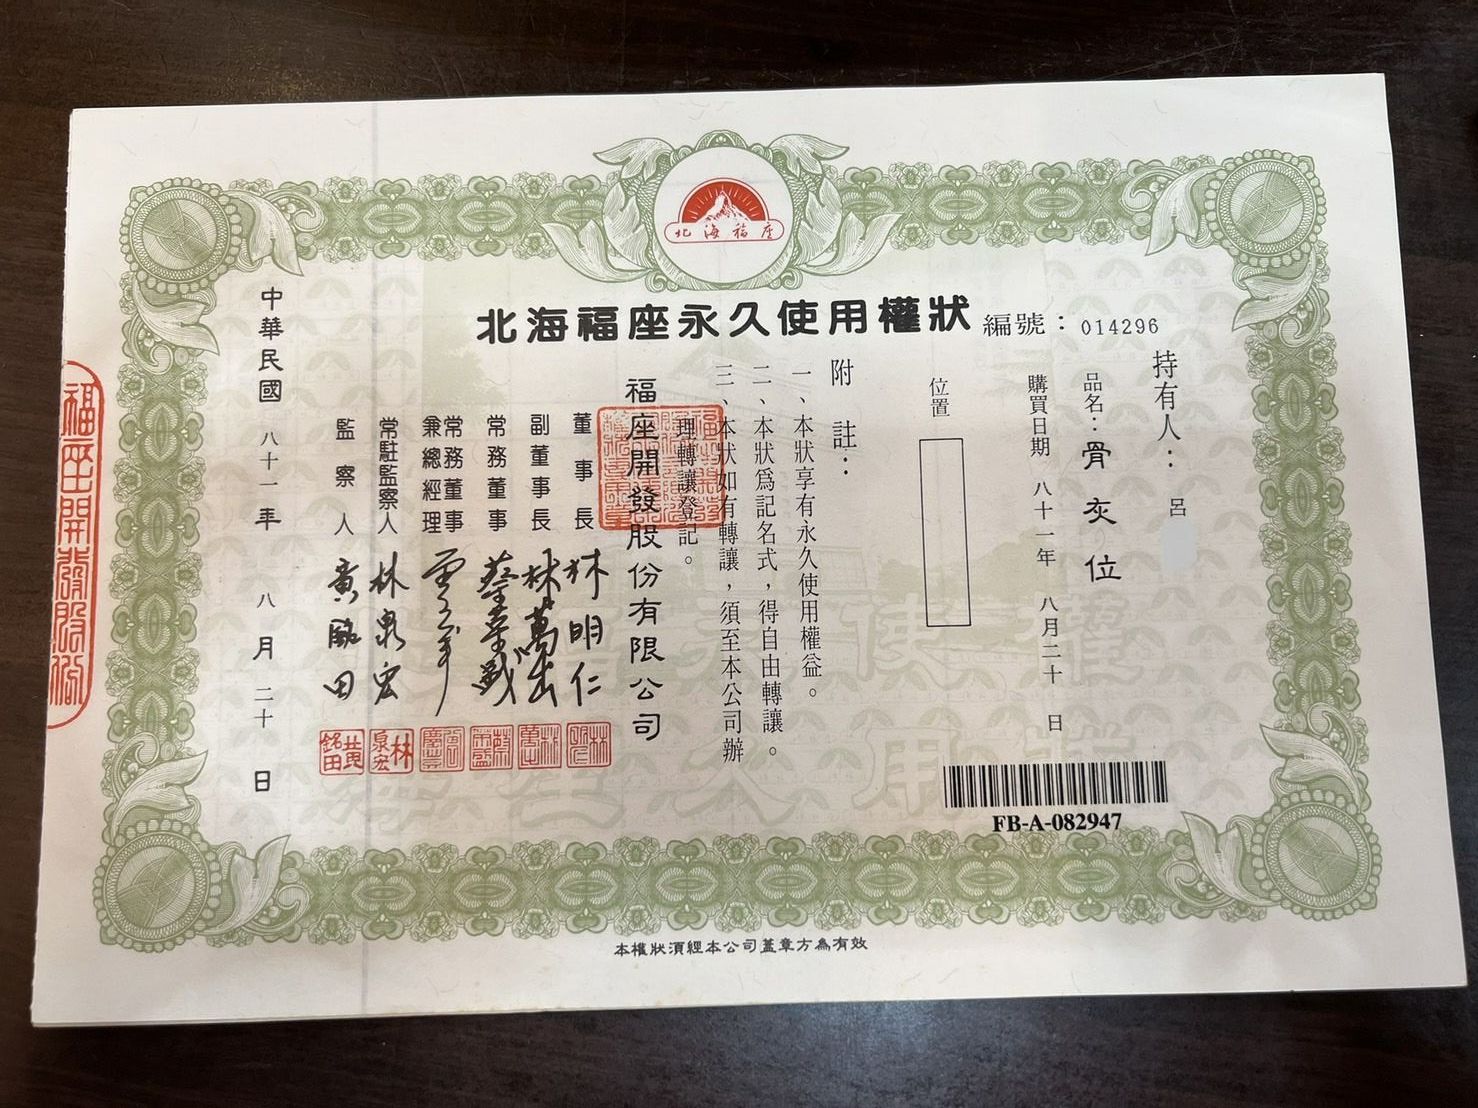 北海福座
北海福座永久使用權狀
編號：014296
持有人：呂
品名：骨灰位
購買日期 八十一年 八月二十 日
位置
附註：
一、本狀享有永久使用權益。
二、本狀爲記名式，得自由轉讓。
三、本狀如有轉讓，須至本公司辦
理轉讓登記。
福座開發股份有限公司
董事長 林明仁
副董事長 林萬出
常務董事
常務董事
兼總經理
常駐監察人 林泉宏
監察人 黃銘田
中華民國 八十一年 八月 二十日
FB-A-082947
本權狀須經本公司蓋章方為有效
福座開發股份